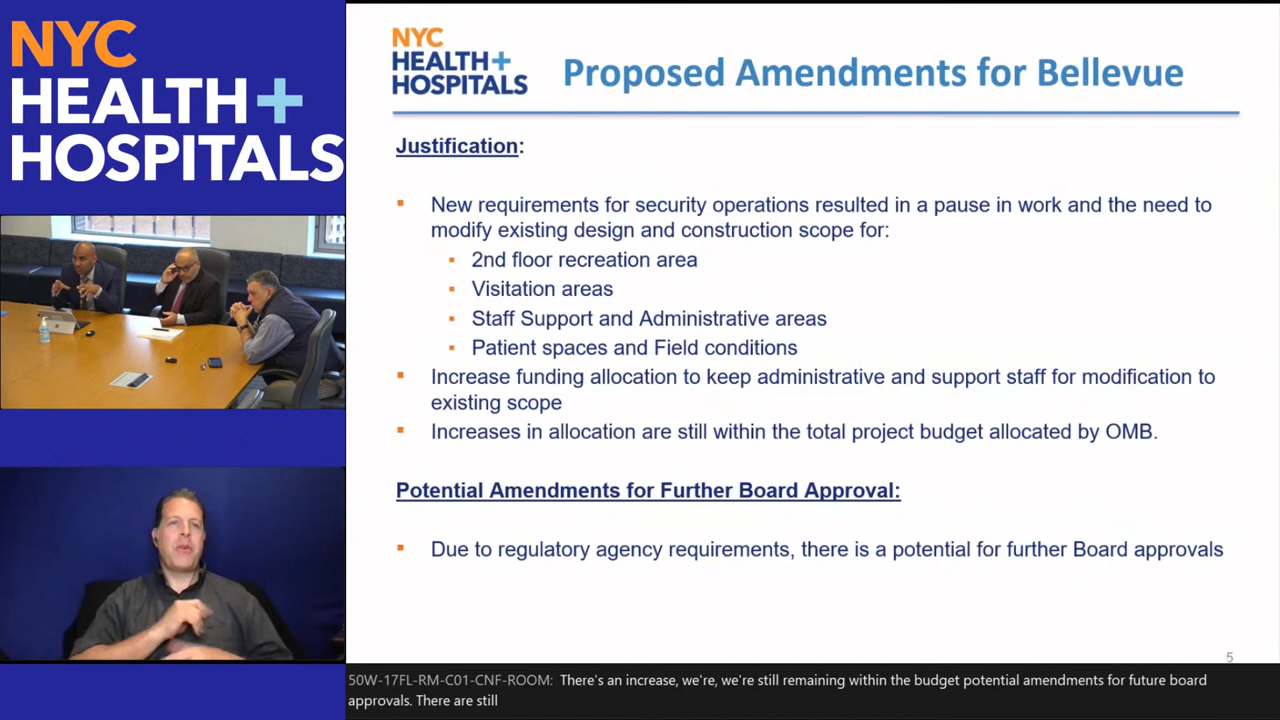 NYC
HEALTH+
HOSPITALS
NYC
HEALTH+
HOSPITALS
Proposed Amendments for Bellevue
Justification:
▪ New requirements for security operations resulted in a pause in work and the need to
modify existing design and construction scope for:
▪ 2nd floor recreation area
▪ Visitation areas
▪ Staff Support and Administrative areas
▪ Patient spaces and Field conditions
▪ Increase funding allocation to keep administrative and support staff for modification to
existing scope
▪ Increases in allocation are still within the total project budget allocated by OMB.
Potential Amendments for Further Board Approval:
▪ Due to regulatory agency requirements, there is a potential for further Board approvals
5
50W-17FL-RM-C01-CNF-ROOM: There's an increase, we're, we're still remaining within the budget potential amendments for future board
approvals. There are still